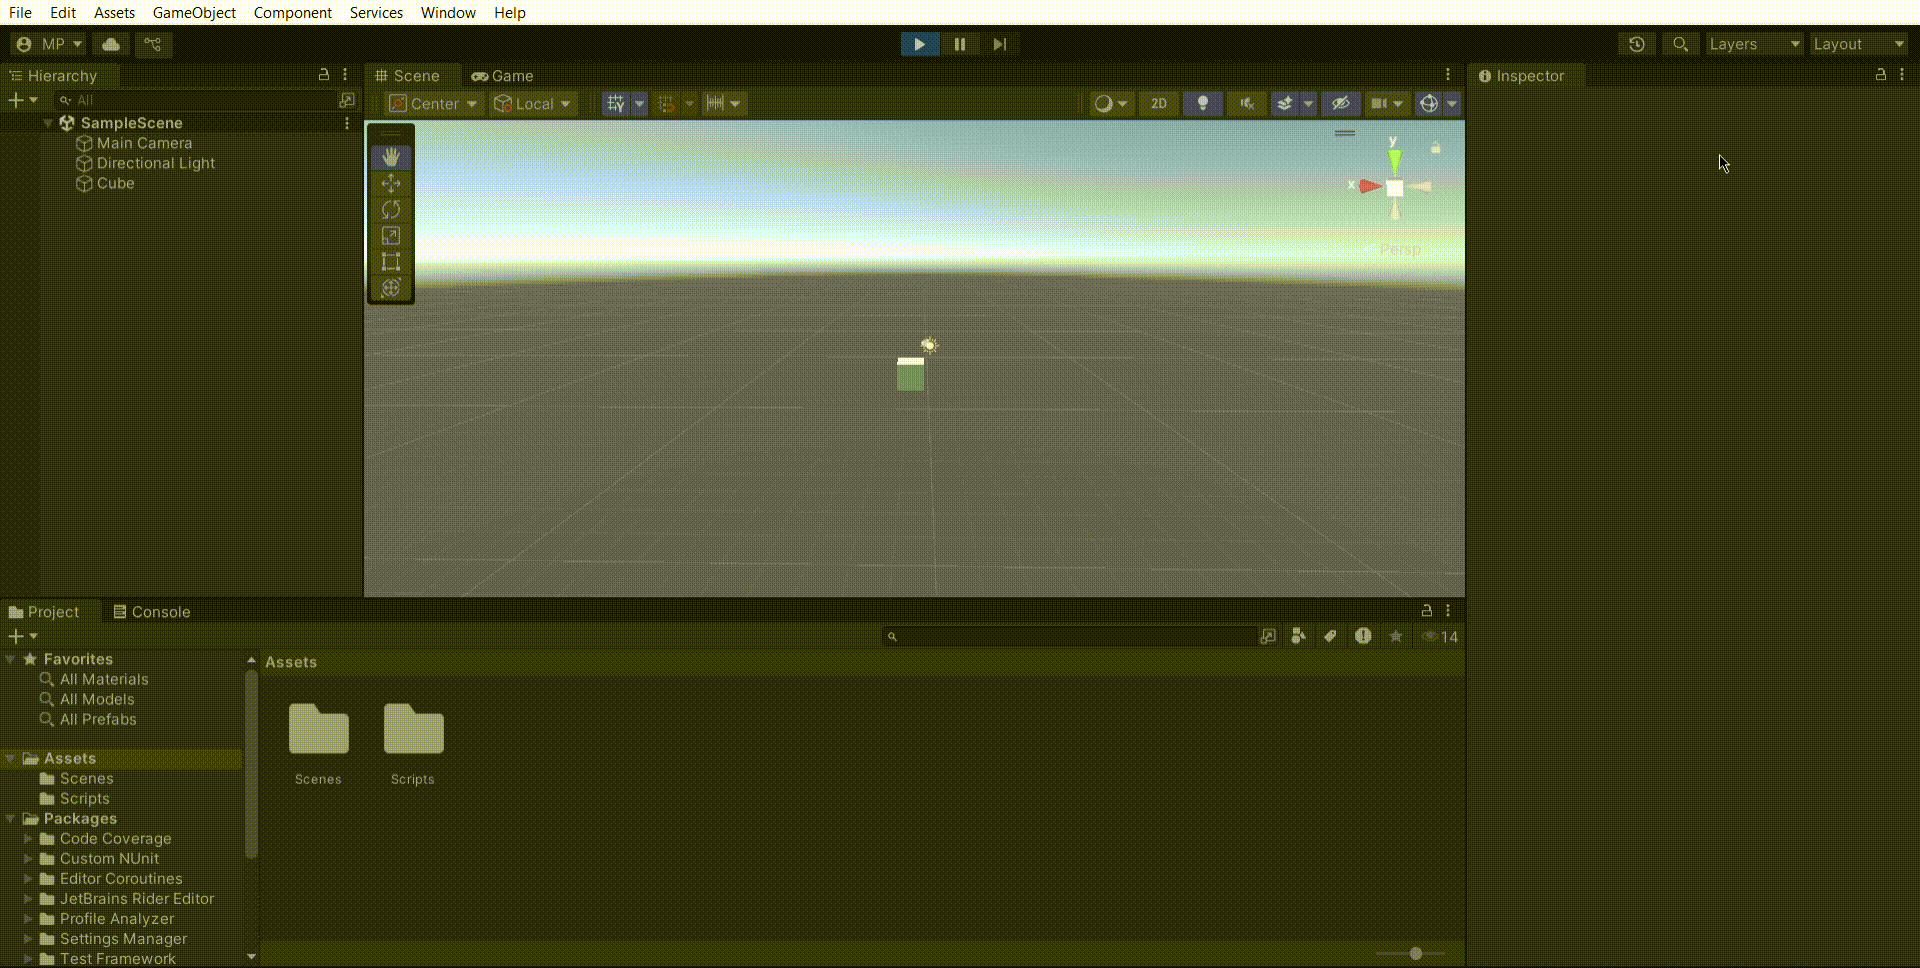 File Edit Assets GameObject Component Services Window Help
MP Layers Layout
Hierarchy
All
SampleScene
Main Camera
Directional Light
Cube
Scene Game
Center Local 2D
y
x
Persp
Inspector
Project Console
14
Favorites
All Materials
All Models
All Prefabs
Assets
Scenes
Scripts
Packages
Code Coverage
Custom NUnit
Editor Coroutines
JetBrains Rider Editor
Profile Analyzer
Settings Manager
Test Framework
Assets
Scenes Scripts